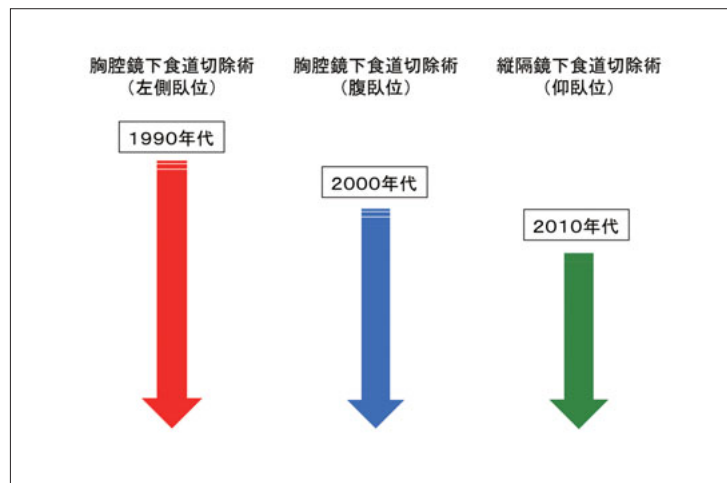 胸腔鏡下食道切除術
(左側臥位)
1990年代
胸腔鏡下食道切除術
(腹臥位)
2000年代
縦隔鏡下食道切除術
(仰臥位)
2010年代